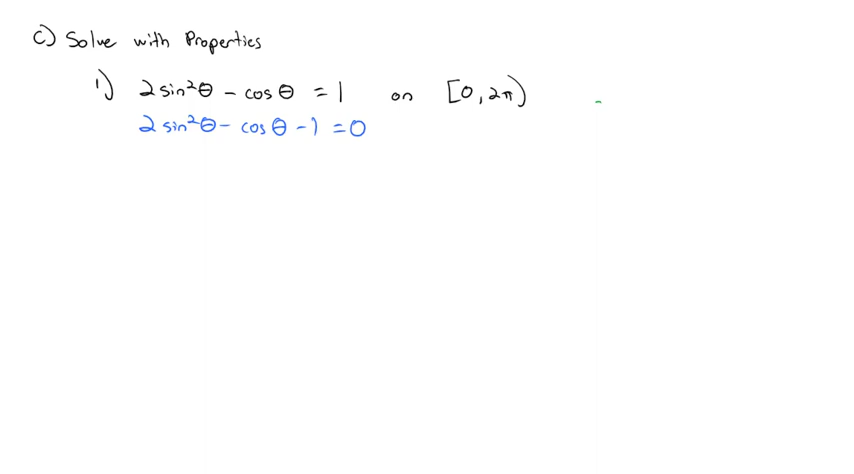 c) Solve with Properties
1) 2 sin²θ - cos θ = 1 on [0, 2π)
2 sin²θ - cos θ - 1 = 0